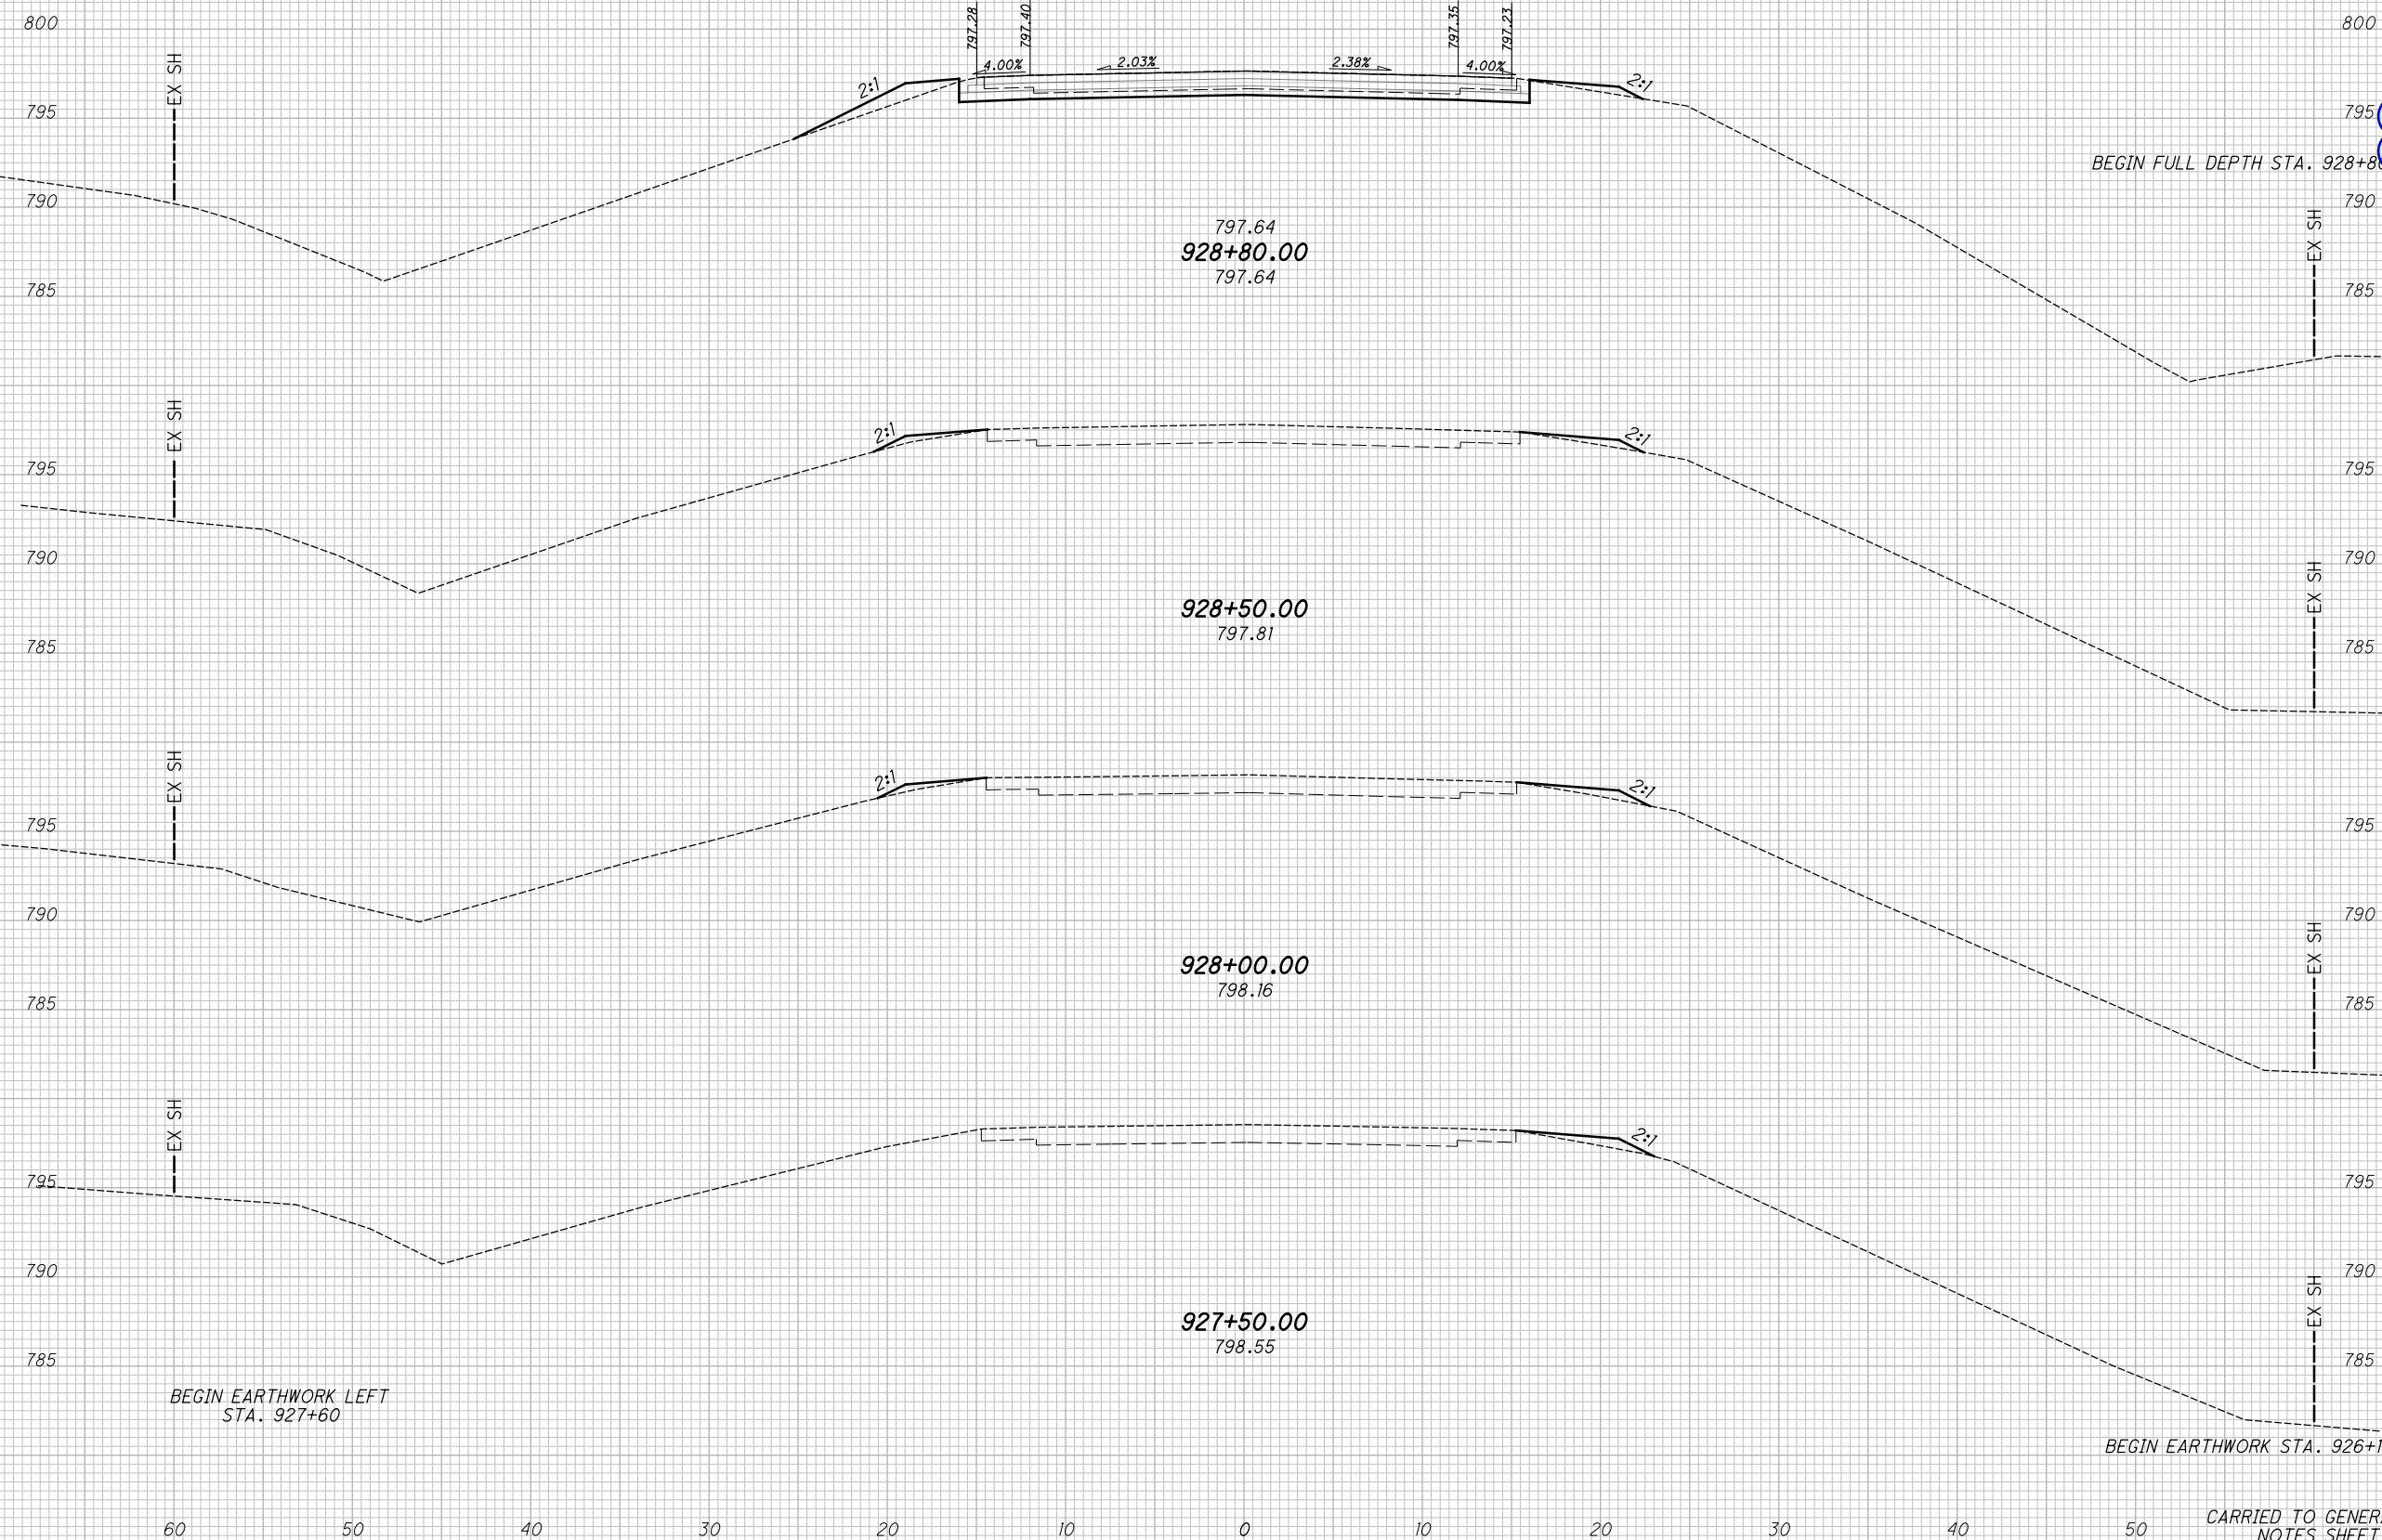 800 797.28 797.40 797.35 797.23 800
EX SH 2:1 4.00% 2.03% 2.38% 4.00% 2:1
795 795
BEGIN FULL DEPTH STA. 928+8
790 790
797.64 EX SH
928+80.00
797.64
785 785
EX SH 2:1 2:1
795 795
790 790
EX SH
928+50.00
797.81
785 785
EX SH 2:1 2:1
795 795
790 790
EX SH
928+00.00
798.16
785 785
EX SH 2:1
795 795
790 790
EX SH
927+50.00
798.55
785 785
BEGIN EARTHWORK LEFT
STA. 927+60
BEGIN EARTHWORK STA. 926+1
CARRIED TO GENER
NOTES SHEET
60 50 40 30 20 10 0 10 20 30 40 50